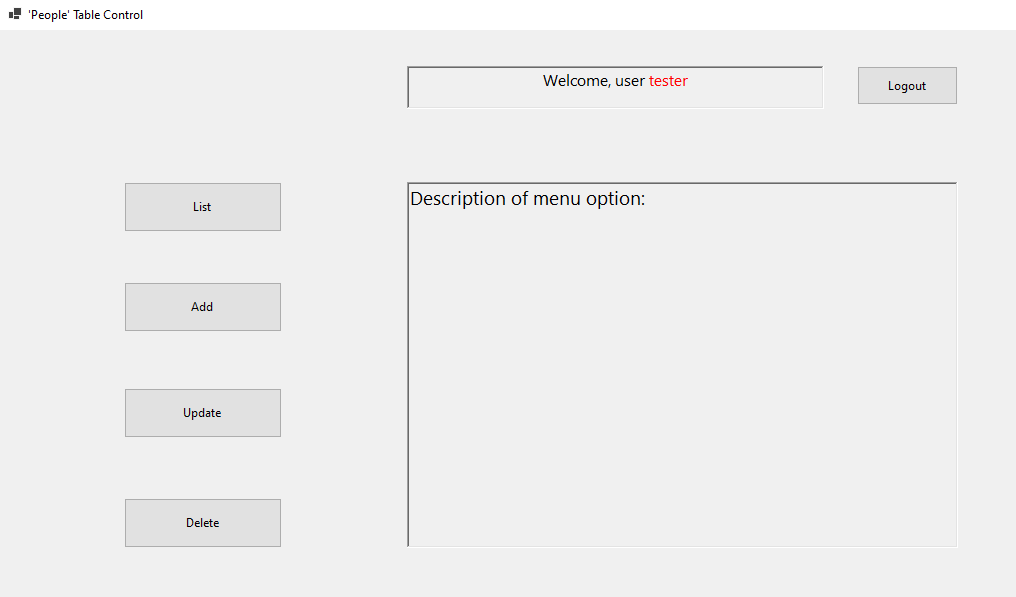 'People' Table Control
Welcome, user tester
Logout
List
Description of menu option:
Add
Update
Delete